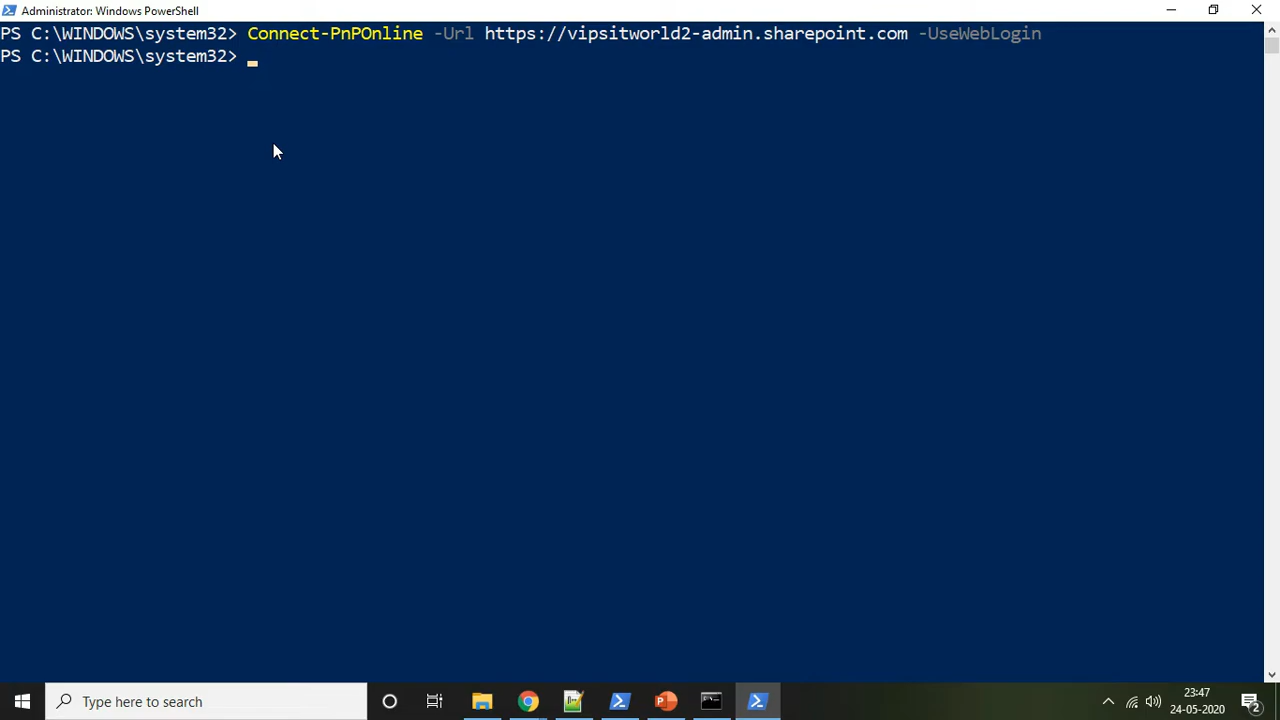 Administrator: Windows PowerShell
PS C:\WINDOWS\system32> Connect-PnPOnline -Url https://vipsitworld2-admin.sharepoint.com -UseWebLogin
PS C:\WINDOWS\system32>
Type here to search
23:47
24-05-2020
2